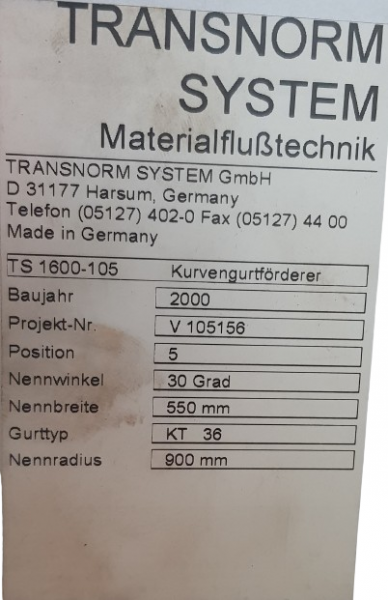 TRANSNORM
SYSTEM
Materialflußtechnik
TRANSNORM SYSTEM GmbH
D 31177 Harsum, Germany
Telefon (05127) 402-0 Fax (05127) 44 00
Made in Germany
TS 1600-105 Kurvengurtförderer
Baujahr 2000
Projekt-Nr. V 105156
Position 5
Nennwinkel 30 Grad
Nennbreite 550 mm
Gurttyp KT 36
Nennradius 900 mm